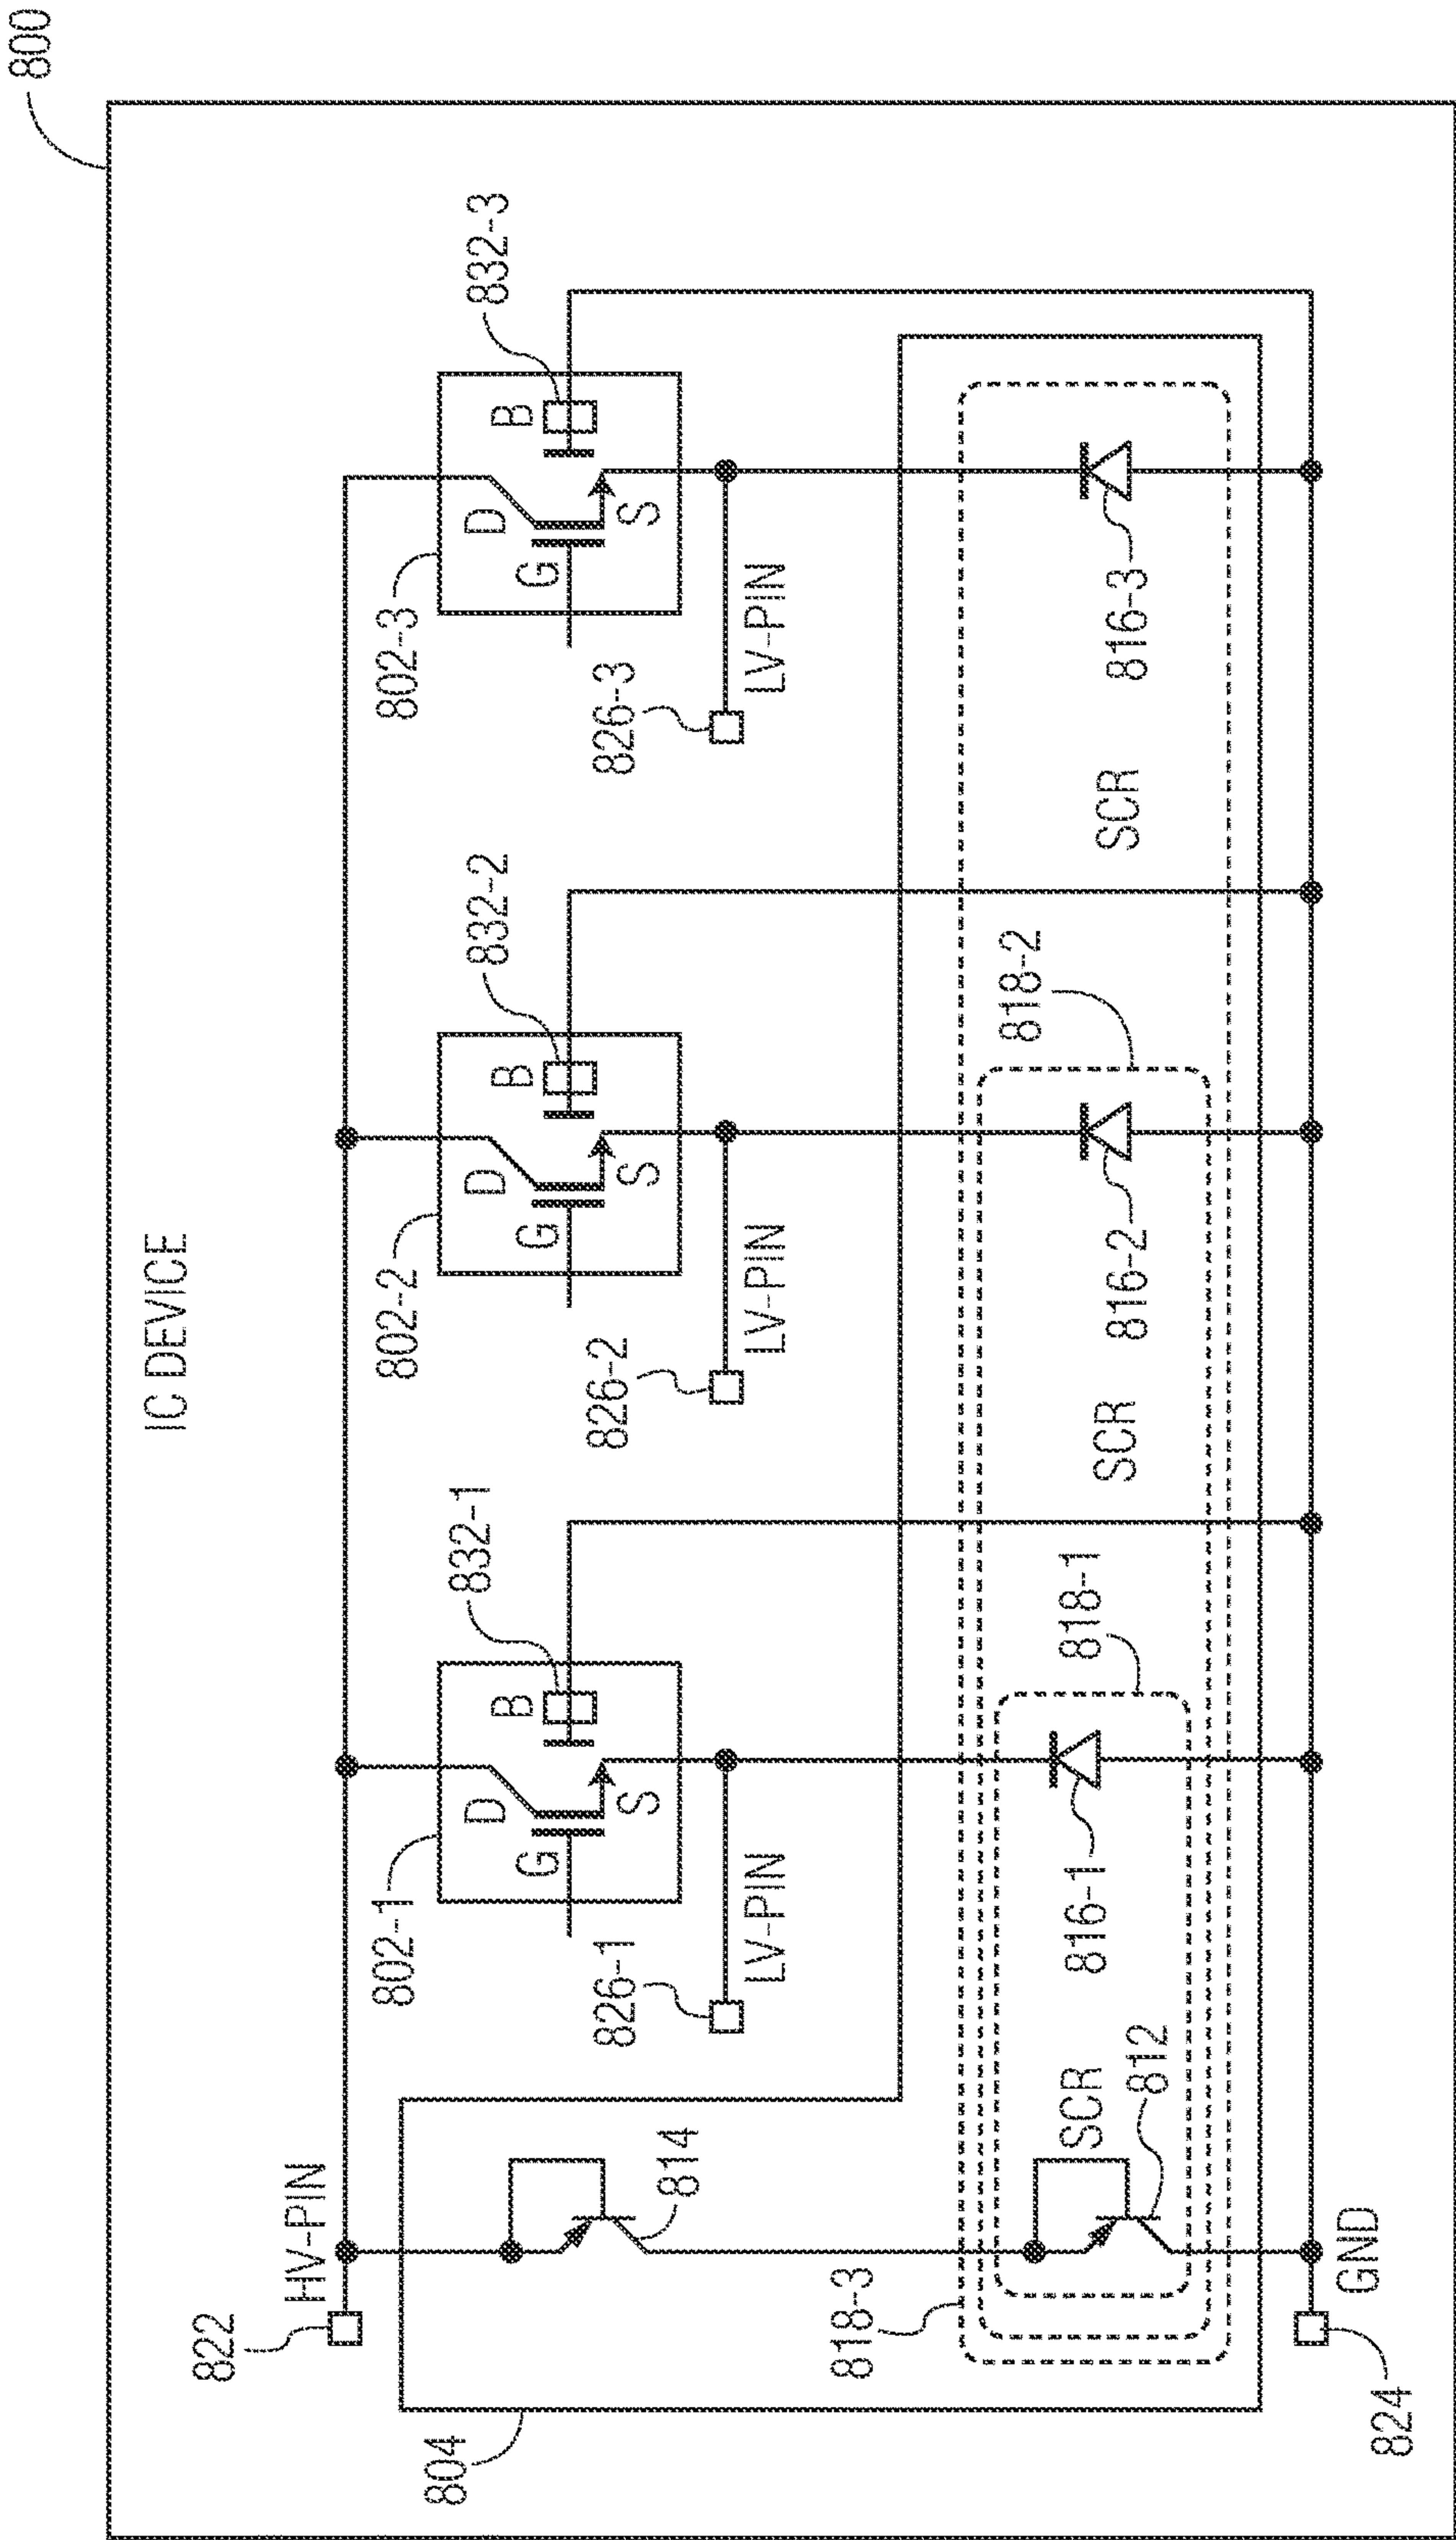 800
IC DEVICE
822
HV-PIN
802-1
802-2
802-3
D
G
S
B
832-1
D
G
S
B
832-2
D
G
S
B
832-3
826-1
LV-PIN
826-2
LV-PIN
826-3
LV-PIN
804
814
818-3
SCR
812
816-1
818-1
SCR
816-2
818-2
SCR
816-3
824
GND